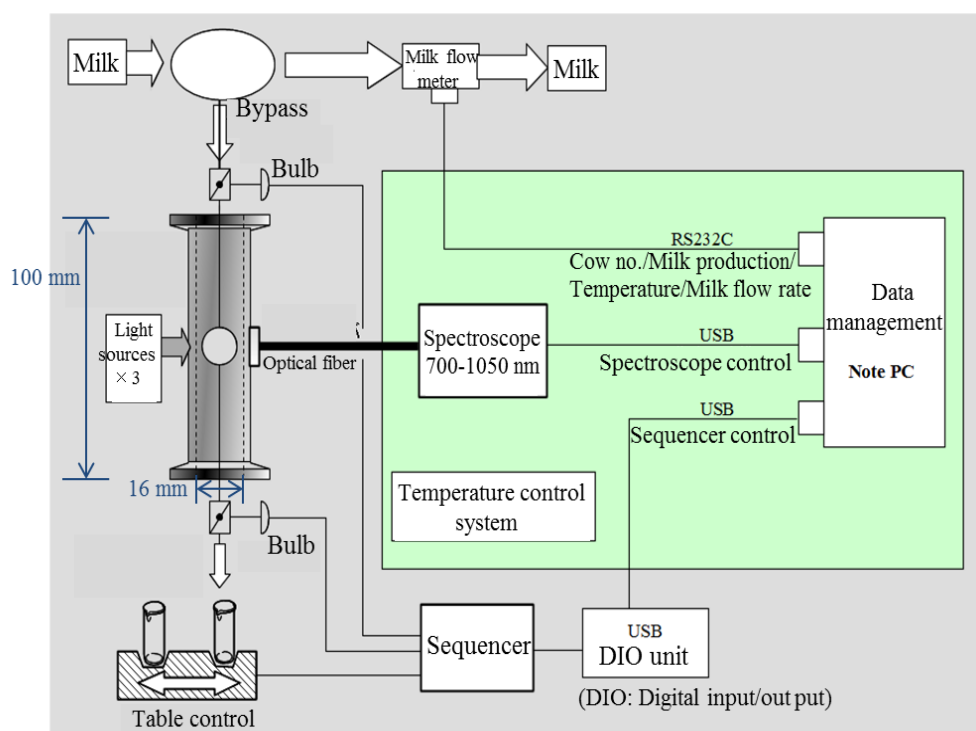 Milk
Milk flow
meter
Milk
Bypass
Bulb
RS232C
Cow no./Milk production/
Temperature/Milk flow rate
Data
management
Note PC
100 mm
Light
sources
× 3
Optical fiber
Spectroscope
700-1050 nm
USB
Spectroscope control
USB
Sequencer control
16 mm
Temperature control
system
Bulb
Sequencer
USB
DIO unit
(DIO: Digital input/out put)
Table control